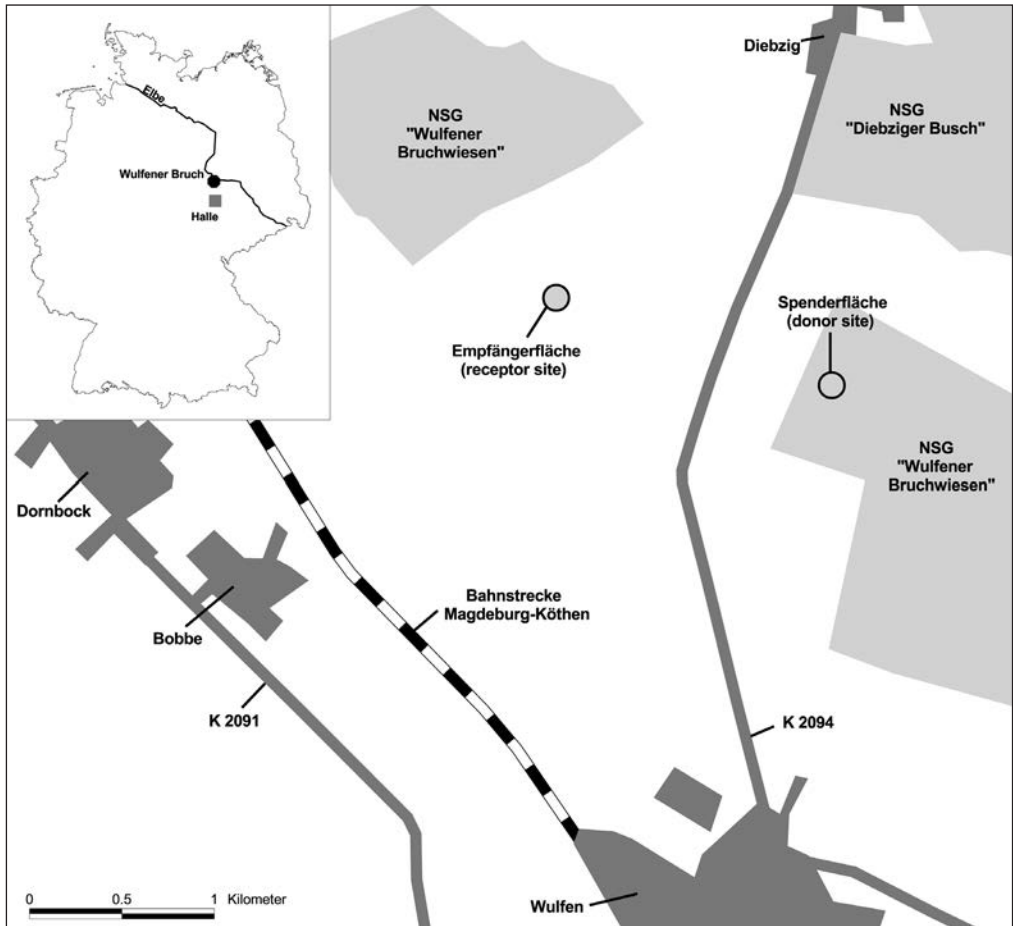 Elbe
Wulfener Bruch
Halle
NSG
"Wulfener
Bruchwiesen"
Diebzig
NSG
"Diebziger Busch"
Spenderfläche
(donor site)
Empfängerfläche
(receptor site)
NSG
"Wulfener
Bruchwiesen"
Dornbock
Bobbe
Bahnstrecke
Magdeburg-Köthen
K 2091
K 2094
Wulfen
0 0.5 1 Kilometer